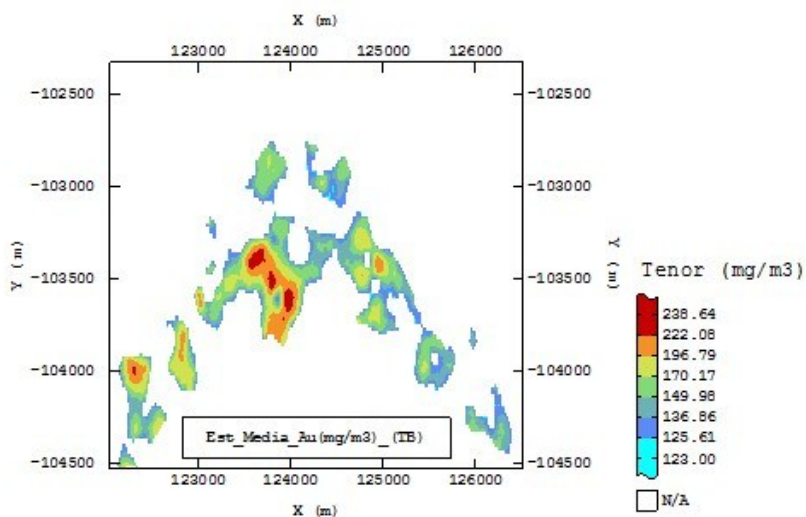 X (m)
123000 124000 125000 126000
-102500 -102500
-103000 -103000
Y (m) Y (m)
-103500 -103500
Tenor (mg/m3)
238.64
222.08
196.79
170.17
149.98
136.86
125.61
123.00
N/A
-104000 -104000
Est_Media_Au(mg/m3)_(TB)
-104500 -104500
123000 124000 125000 126000
X (m)